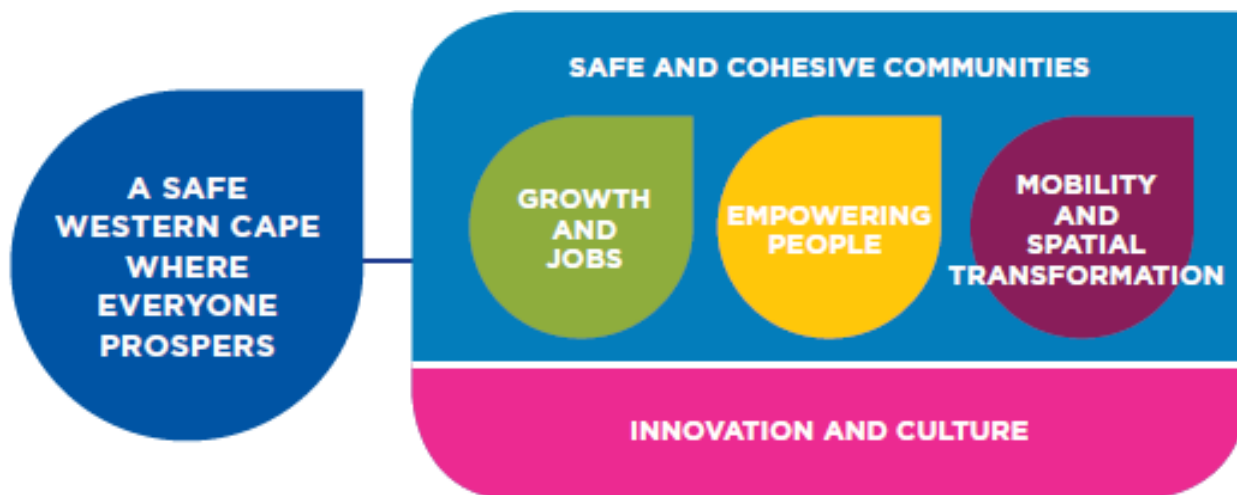 A SAFE
WESTERN CAPE
WHERE
EVERYONE
PROSPERS
SAFE AND COHESIVE COMMUNITIES
GROWTH
AND
JOBS
EMPOWERING
PEOPLE
MOBILITY
AND
SPATIAL
TRANSFORMATION
INNOVATION AND CULTURE